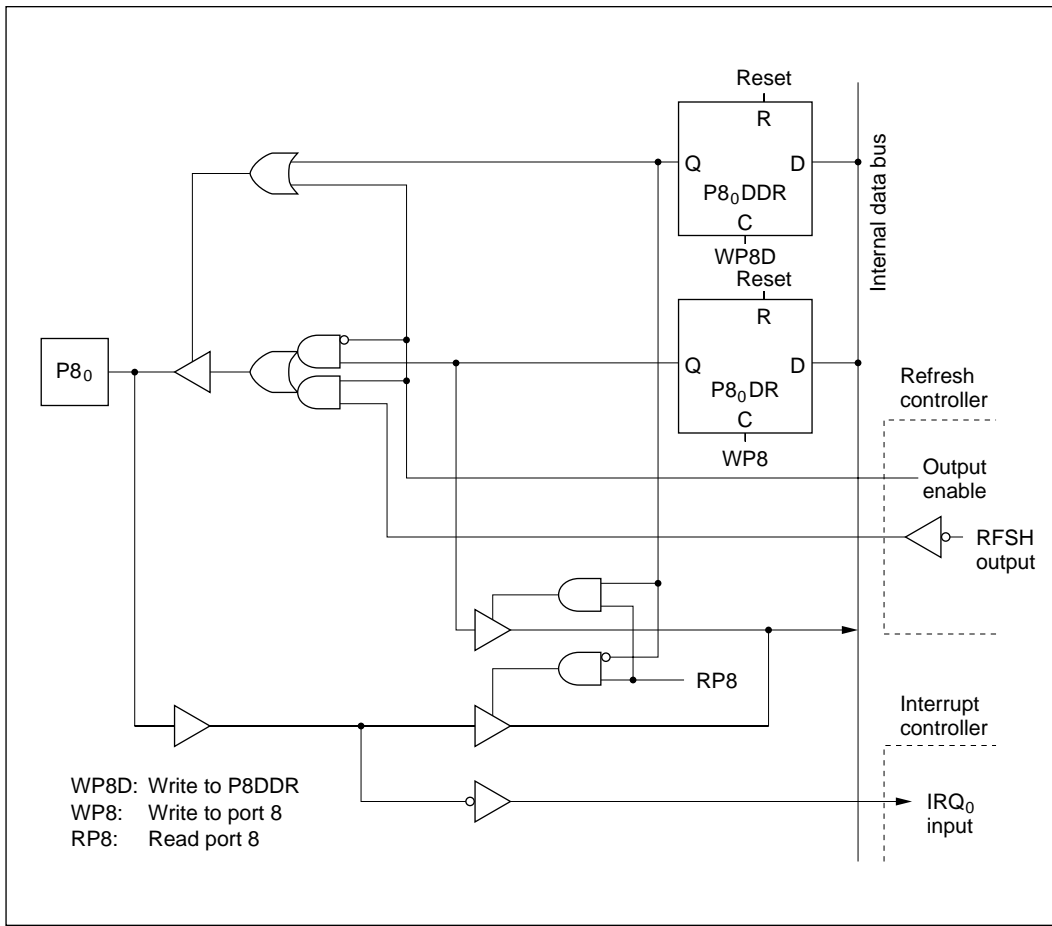 Reset
R
Q D
P8₀DDR
C
WP8D
Internal data bus
Reset
R
Q D
P8₀DR
C
WP8
P8₀
Refresh
controller
Output
enable
RFSH
output
RP8
Interrupt
controller
IRQ₀
input
WP8D: Write to P8DDR
WP8: Write to port 8
RP8: Read port 8